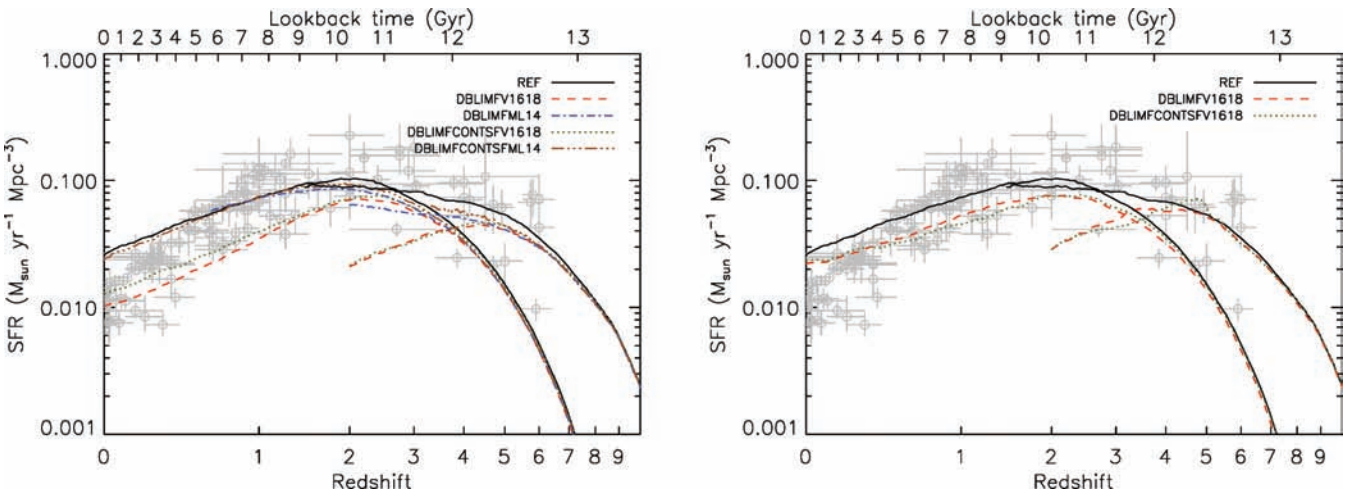 Lookback time (Gyr)
0 1 2 3 4 5 6 7 8 9 10 11 12 13
1.000
0.100
0.010
0.001
SFR (Msun yr-1 Mpc-3)
REF
DBLIMFV1618
DBLIMFML14
DBLIMFCONTSFV1618
DBLIMFCONTSFML14
0 1 2 3 4 5 6 7 8 9
Redshift
Lookback time (Gyr)
0 1 2 3 4 5 6 7 8 9 10 11 12 13
1.000
0.100
0.010
0.001
SFR (Msun yr-1 Mpc-3)
REF
DBLIMFV1618
DBLIMFCONTSFV1618
0 1 2 3 4 5 6 7 8 9
Redshift